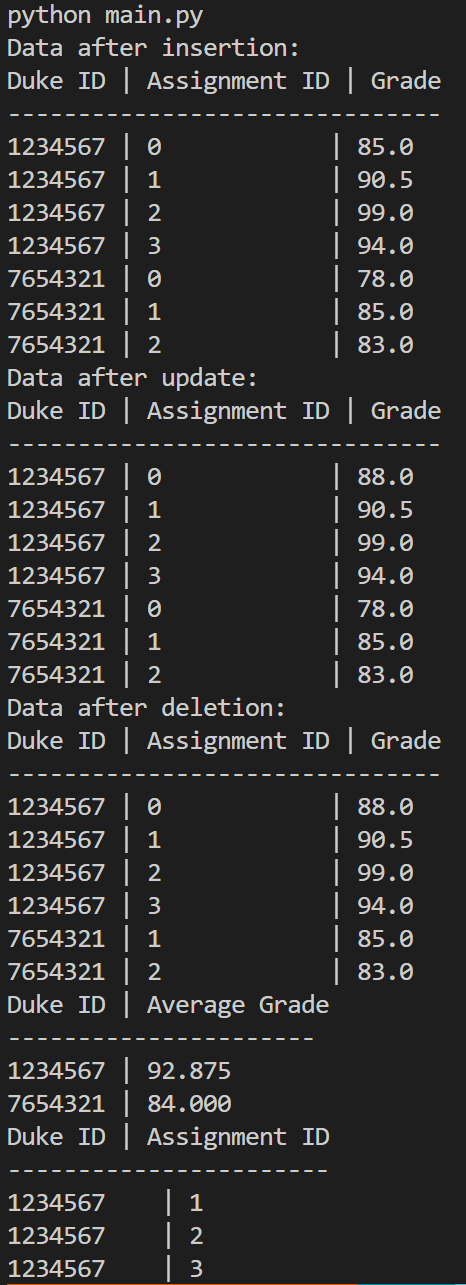 python main.py
Data after insertion:
Duke ID | Assignment ID | Grade
-------------------------------
1234567 | 0            | 85.0
1234567 | 1            | 90.5
1234567 | 2            | 99.0
1234567 | 3            | 94.0
7654321 | 0            | 78.0
7654321 | 1            | 85.0
7654321 | 2            | 83.0
Data after update:
Duke ID | Assignment ID | Grade
-------------------------------
1234567 | 0            | 88.0
1234567 | 1            | 90.5
1234567 | 2            | 99.0
1234567 | 3            | 94.0
7654321 | 0            | 78.0
7654321 | 1            | 85.0
7654321 | 2            | 83.0
Data after deletion:
Duke ID | Assignment ID | Grade
-------------------------------
1234567 | 0            | 88.0
1234567 | 1            | 90.5
1234567 | 2            | 99.0
1234567 | 3            | 94.0
7654321 | 1            | 85.0
7654321 | 2            | 83.0
Duke ID | Average Grade
----------------------
1234567 | 92.875
7654321 | 84.000
Duke ID | Assignment ID
-----------------------
1234567    | 1
1234567    | 2
1234567    | 3